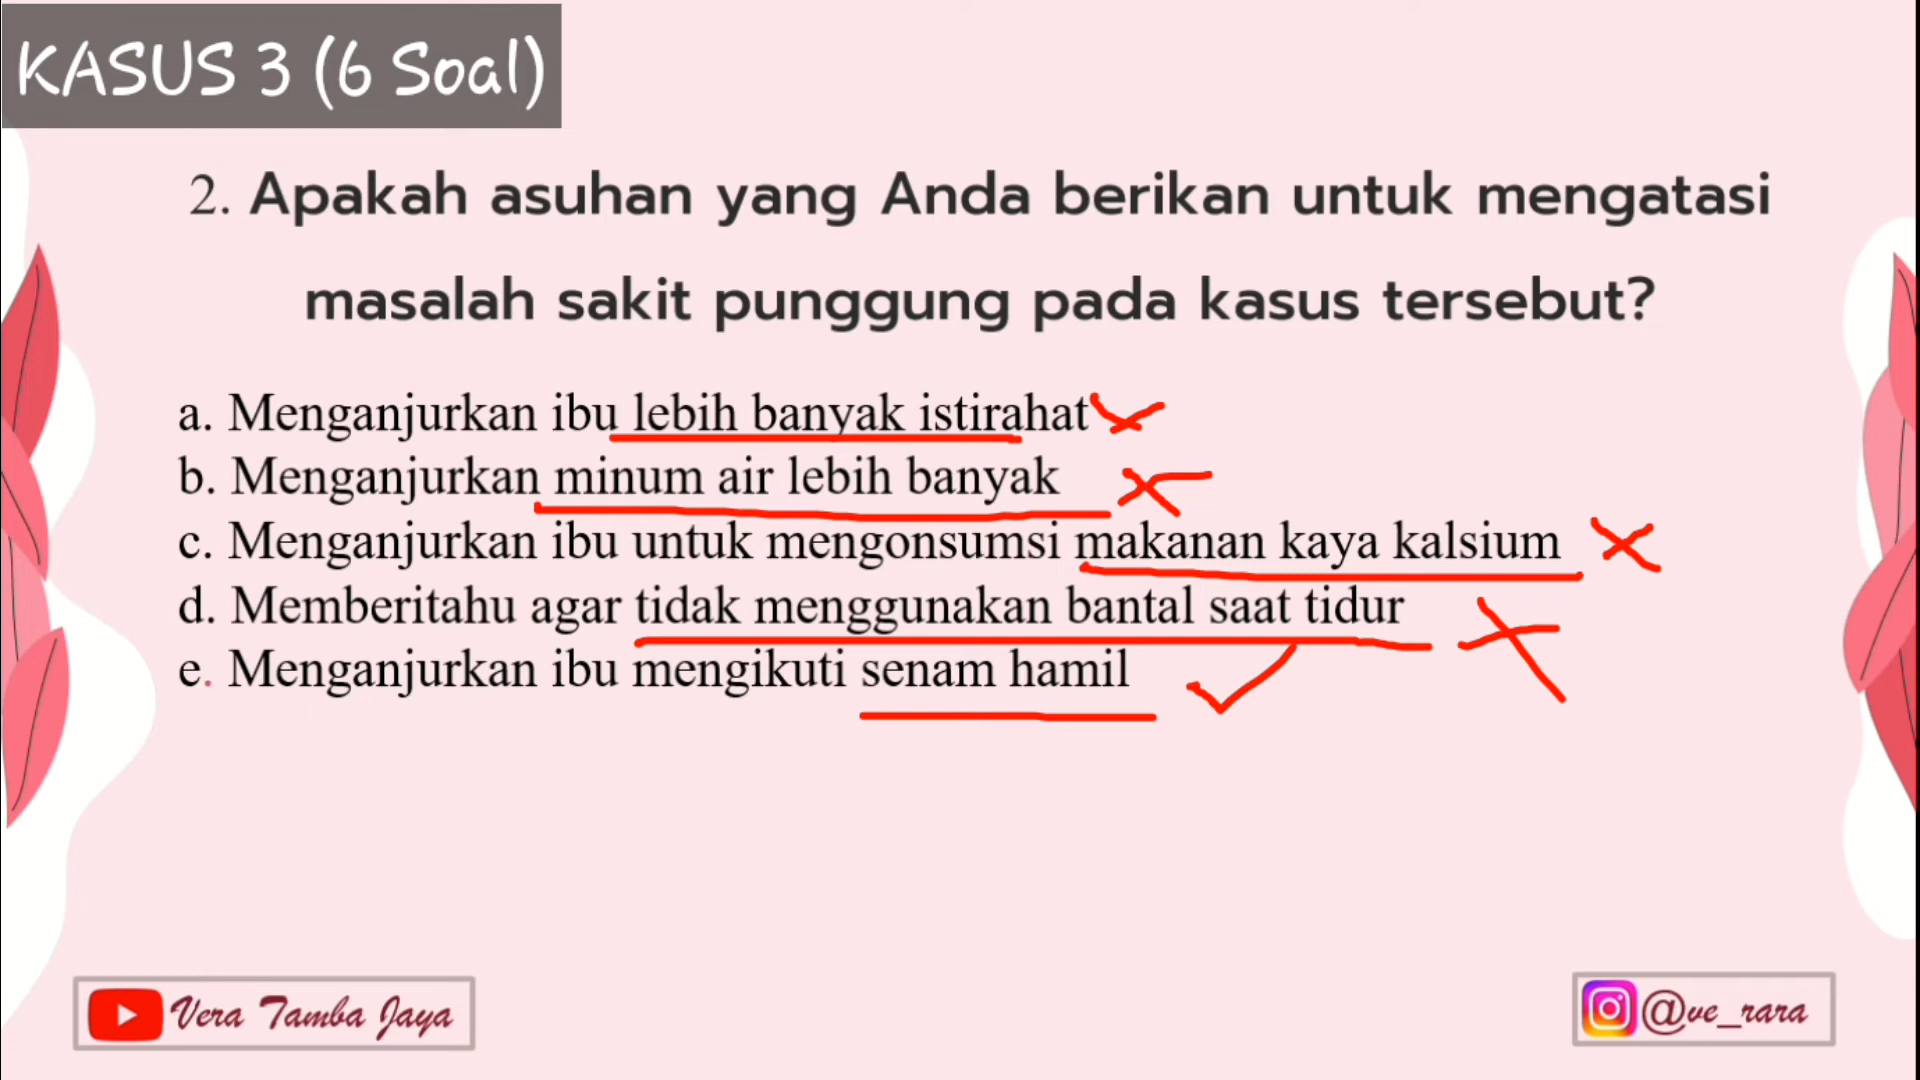 KASUS 3 (6 Soal)
2. Apakah asuhan yang Anda berikan untuk mengatasi
masalah sakit punggung pada kasus tersebut?
a. Menganjurkan ibu lebih banyak istirahat
b. Menganjurkan minum air lebih banyak
c. Menganjurkan ibu untuk mengonsumsi makanan kaya kalsium
d. Memberitahu agar tidak menggunakan bantal saat tidur
e. Menganjurkan ibu mengikuti senam hamil
Vera Tamba Jaya
@ve_rara